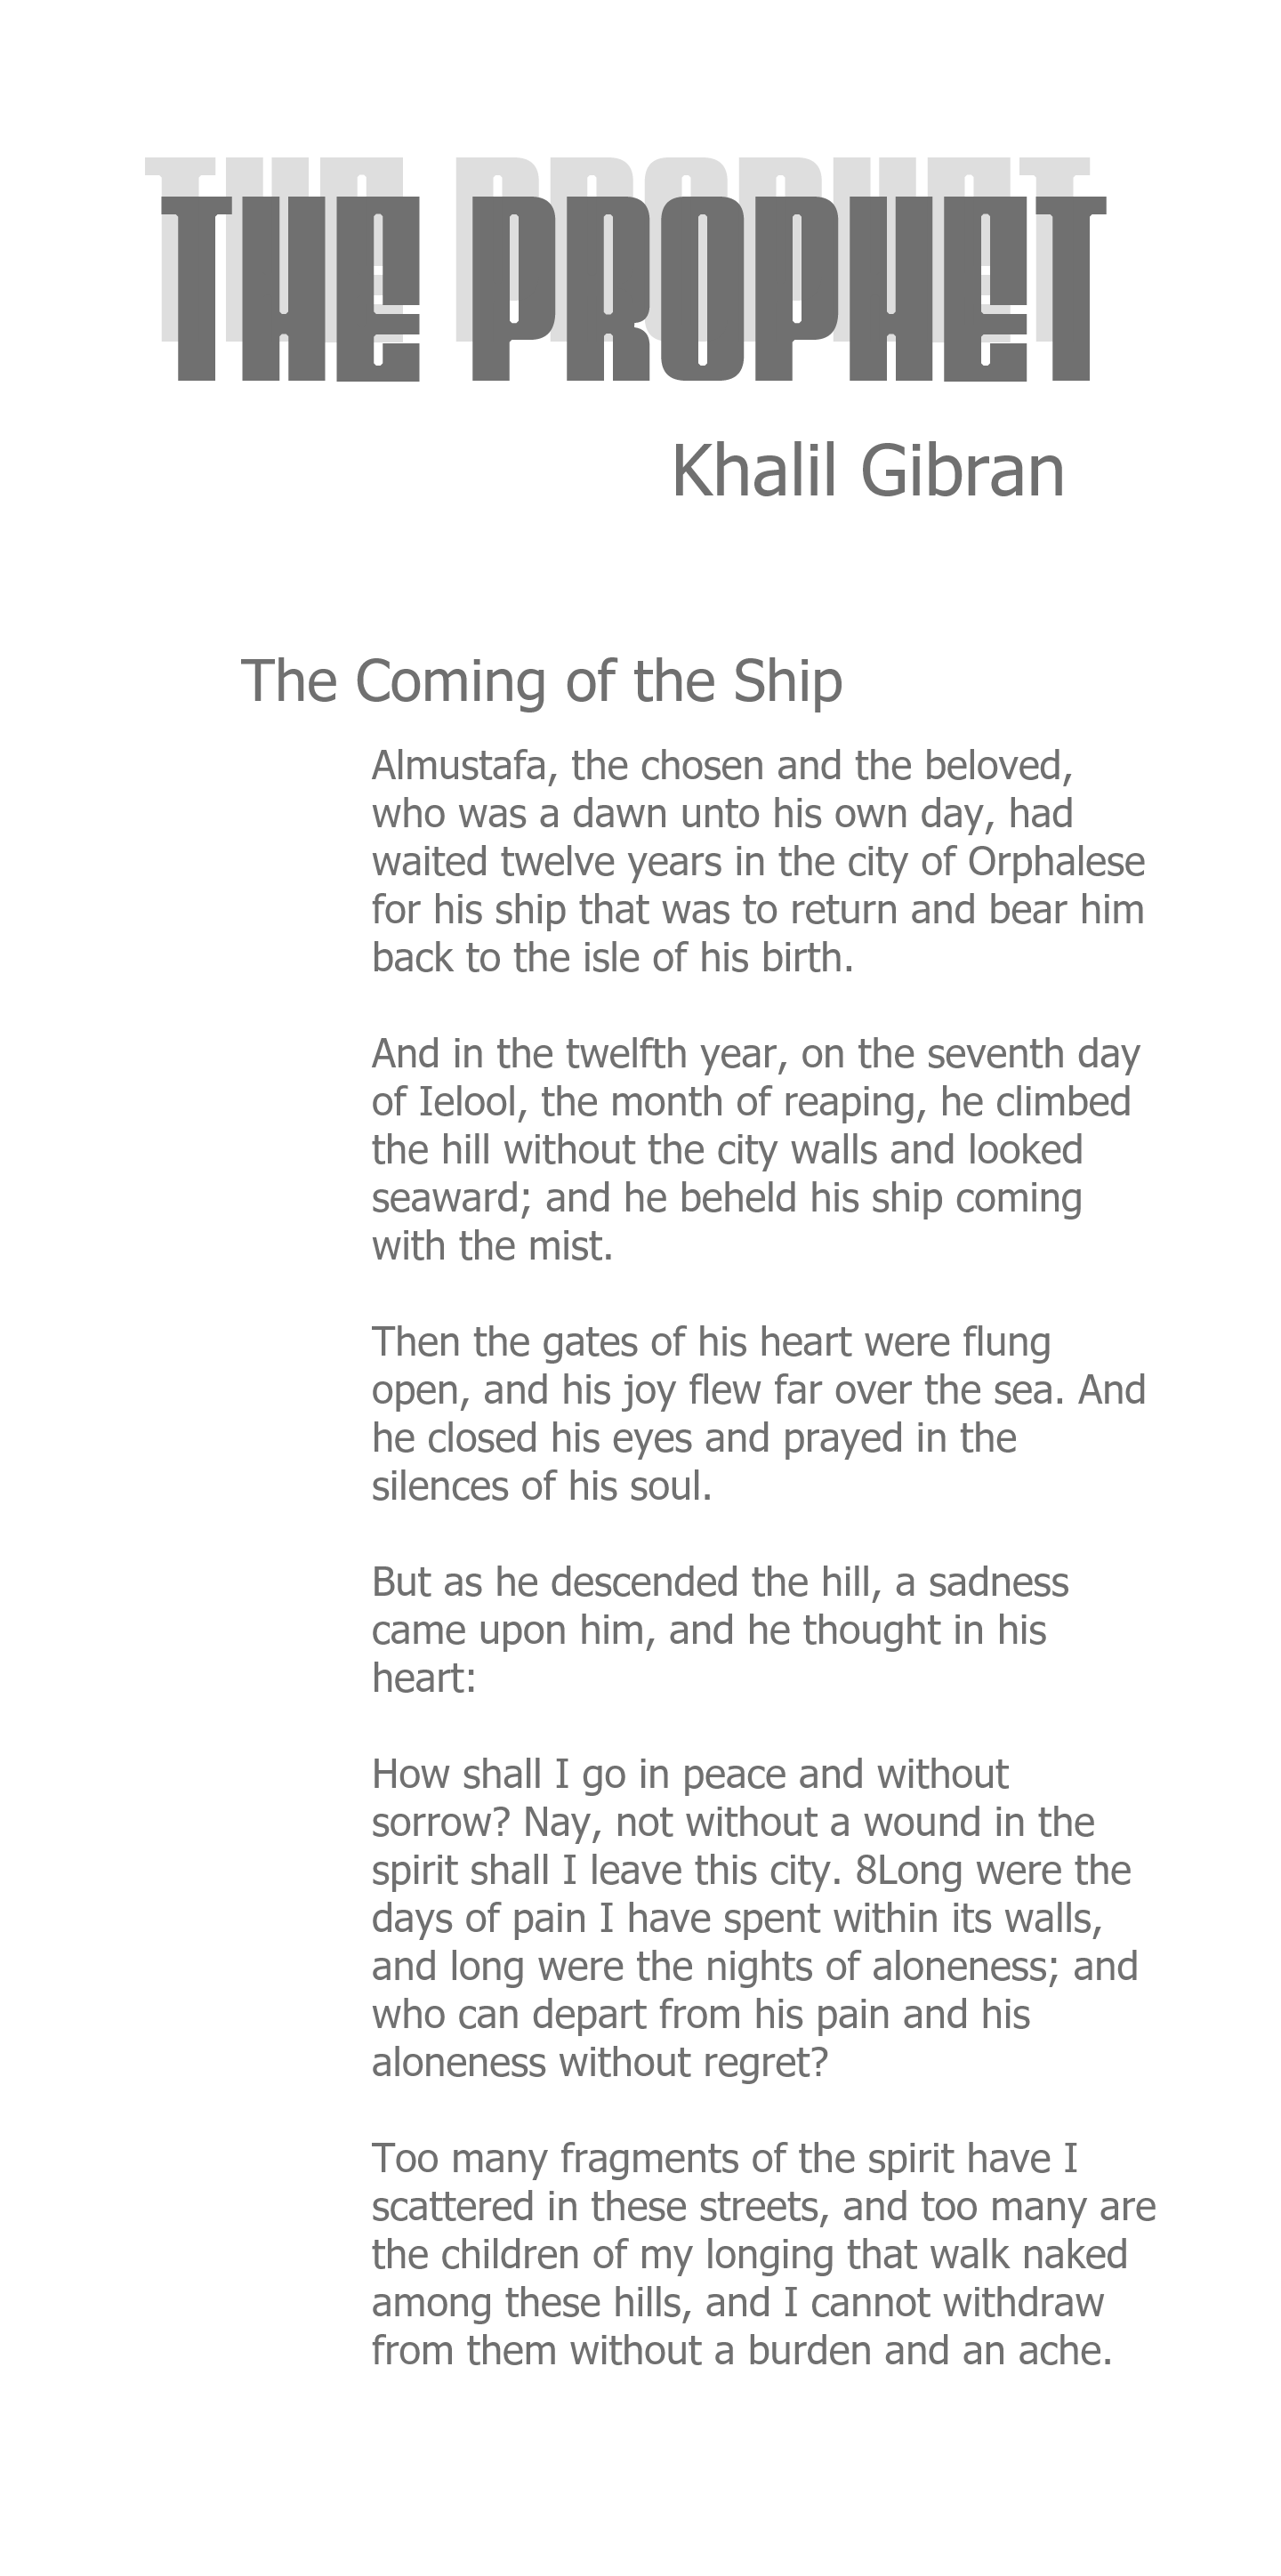 THE PROPHET
Khalil Gibran
The Coming of the Ship
Almustafa, the chosen and the beloved,
who was a dawn unto his own day, had
waited twelve years in the city of Orphalese
for his ship that was to return and bear him
back to the isle of his birth.
And in the twelfth year, on the seventh day
of Ielool, the month of reaping, he climbed
the hill without the city walls and looked
seaward; and he beheld his ship coming
with the mist.
Then the gates of his heart were flung
open, and his joy flew far over the sea. And
he closed his eyes and prayed in the
silences of his soul.
But as he descended the hill, a sadness
came upon him, and he thought in his
heart:
How shall I go in peace and without
sorrow? Nay, not without a wound in the
spirit shall I leave this city. 8Long were the
days of pain I have spent within its walls,
and long were the nights of aloneness; and
who can depart from his pain and his
aloneness without regret?
Too many fragments of the spirit have I
scattered in these streets, and too many are
the children of my longing that walk naked
among these hills, and I cannot withdraw
from them without a burden and an ache.